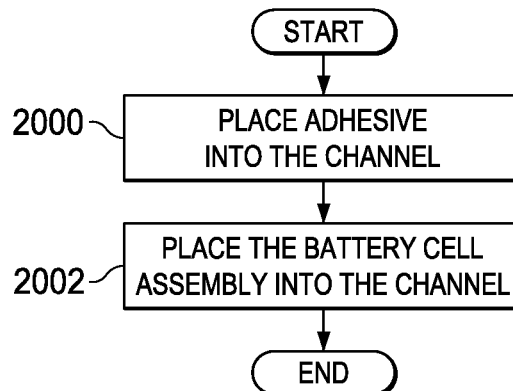 START
2000
PLACE ADHESIVE
INTO THE CHANNEL
2002
PLACE THE BATTERY CELL
ASSEMBLY INTO THE CHANNEL
END